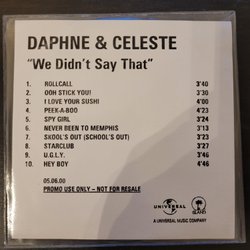 DAPHNE & CELESTE
"We Didn't Say That"
1. ROLLCALL 3'40
2. OOH STICK YOU! 3'30
3. I LOVE YOUR SUSHI 4'00
4. PEEK-A-BOO 4'23
5. SPY GIRL 3'24
6. NEVER BEEN TO MEMPHIS 3'13
7. SKOOL'S OUT (SCHOOL'S OUT) 3'23
8. STARCLUB 3'27
9. U.G.L.Y. 3'46
10. HEY BOY 4'46
05.06.00
PROMO USE ONLY – NOT FOR RESALE
UNIVERSAL
ISLAND
A UNIVERSAL MUSIC COMPANY